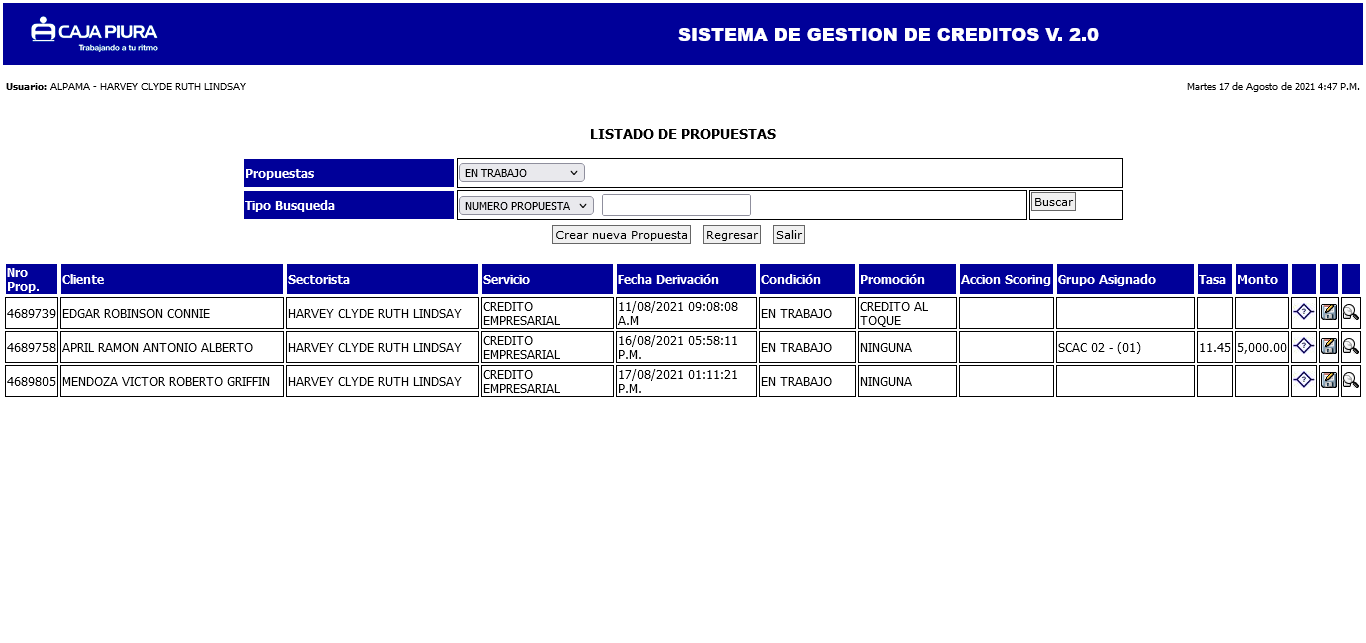 CAJA PIURA
Trabajando a tu ritmo
SISTEMA DE GESTION DE CREDITOS V. 2.0
Usuario: ALPAMA - HARVEY CLYDE RUTH LINDSAY
Martes 17 de Agosto de 2021 4:47 P.M.
LISTADO DE PROPUESTAS
Propuestas EN TRABAJO
Tipo Busqueda NUMERO PROPUESTA Buscar
Crear nueva Propuesta Regresar Salir
Nro Prop. Cliente Sectorista Servicio Fecha Derivación Condición Promoción Accion Scoring Grupo Asignado Tasa Monto
4689739 EDGAR ROBINSON CONNIE HARVEY CLYDE RUTH LINDSAY CREDITO EMPRESARIAL 11/08/2021 09:08:08 A.M EN TRABAJO CREDITO AL TOQUE
4689758 APRIL RAMON ANTONIO ALBERTO HARVEY CLYDE RUTH LINDSAY CREDITO EMPRESARIAL 16/08/2021 05:58:11 P.M. EN TRABAJO NINGUNA SCAC 02 - (01) 11.45 5,000.00
4689805 MENDOZA VICTOR ROBERTO GRIFFIN HARVEY CLYDE RUTH LINDSAY CREDITO EMPRESARIAL 17/08/2021 01:11:21 P.M. EN TRABAJO NINGUNA